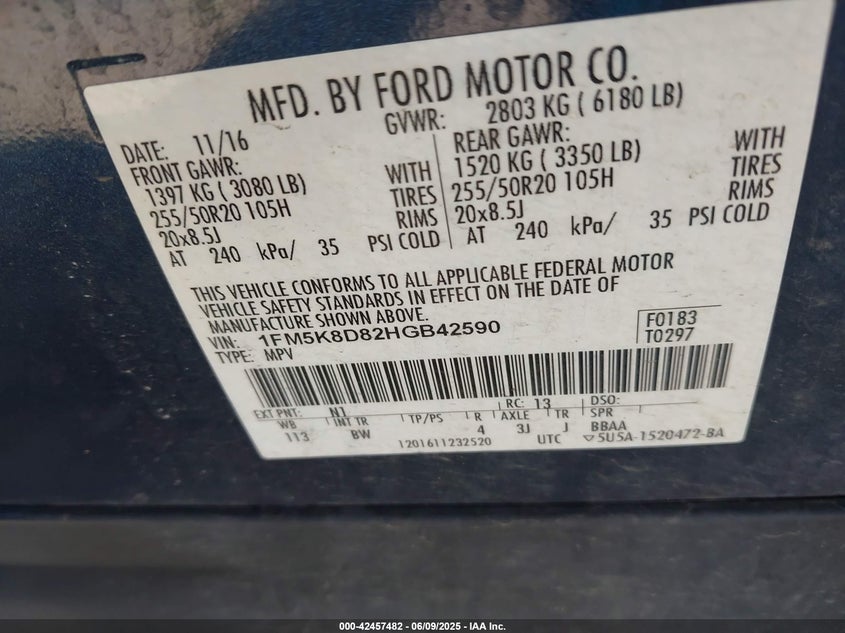 MFD. BY FORD MOTOR CO.
DATE: 11/16
GVWR: 2803 KG ( 6180 LB)
FRONT GAWR:
1397 KG ( 3080 LB) WITH
255/50R20 105H TIRES
20x8.5J RIMS
AT 240 kPa/ 35 PSI COLD
REAR GAWR:
1520 KG ( 3350 LB) WITH
255/50R20 105H TIRES
20x8.5J RIMS
AT 240 kPa/ 35 PSI COLD
THIS VEHICLE CONFORMS TO ALL APPLICABLE FEDERAL MOTOR
VEHICLE SAFETY STANDARDS IN EFFECT ON THE DATE OF
MANUFACTURE SHOWN ABOVE.
VIN: 1FM5K8D82HGB42590
TYPE: MPV
F0183
T0297
EXT PNT: N1 RC: 13 DSO:
WB INT TR TP/PS R AXLE TR SPR
113 BW 4 3J J BBAA
1201611232520 UTC ▽5U5A-1520472-BA
000-42457482 / 06/09/2025 - IAA Inc.